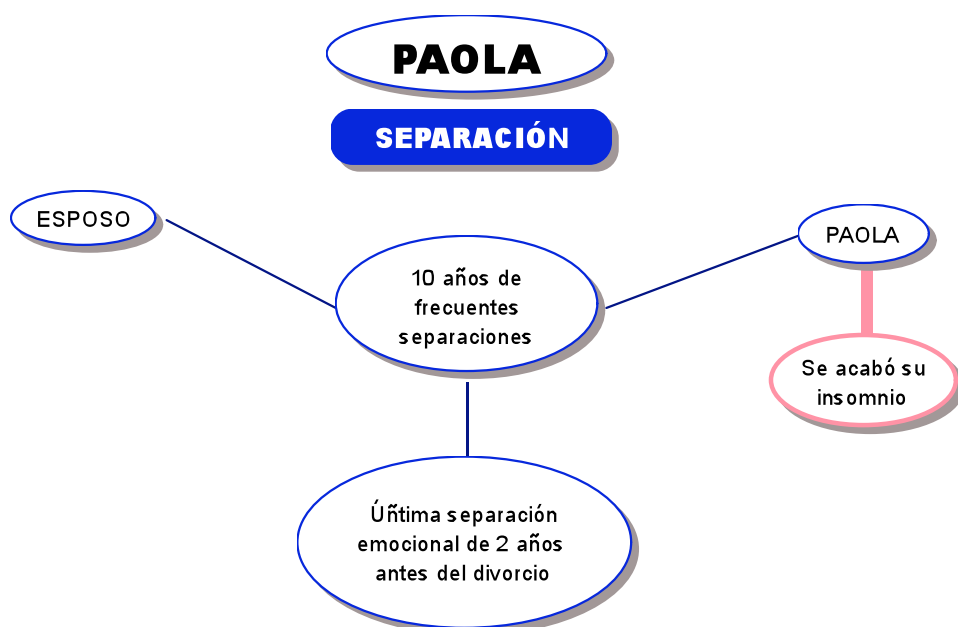 PAOLA
SEPARACIÓN
ESPOSO
PAOLA
10 años de
frecuentes
separaciones
Se acabó su
insomnio
Úñtima separación
emocional de 2 años
antes del divorcio